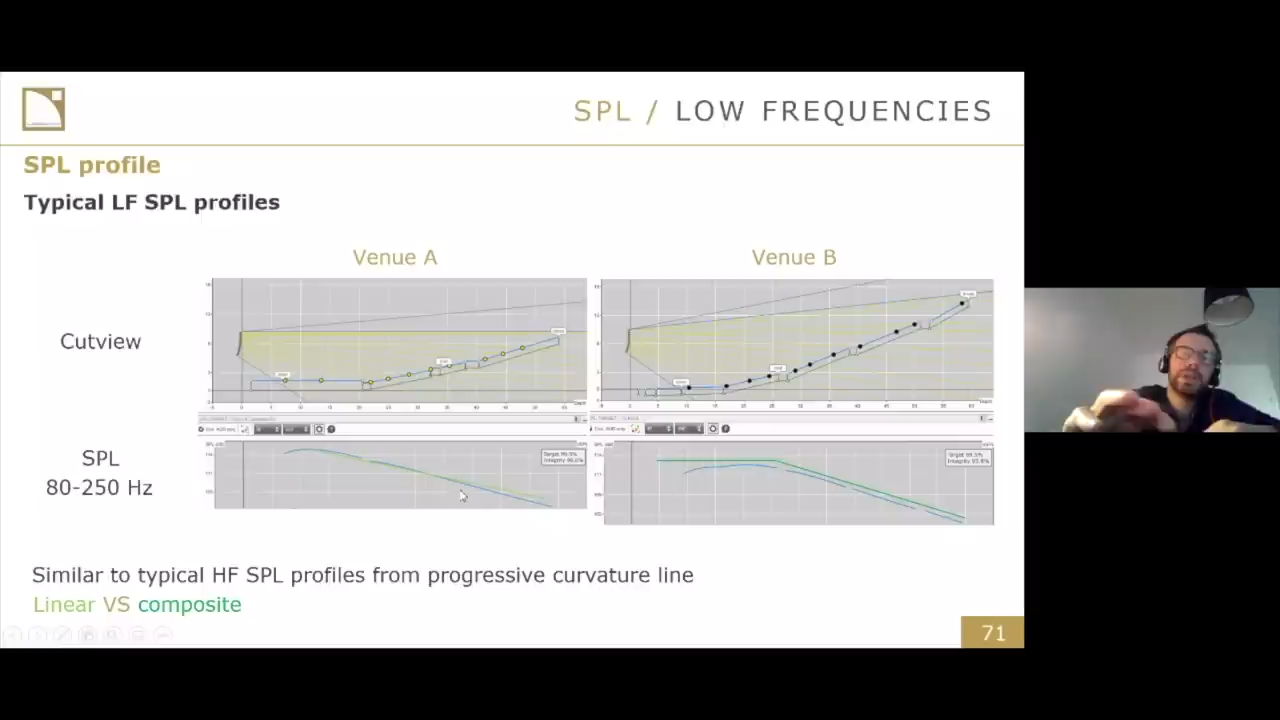 SPL / LOW FREQUENCIES
SPL profile
Typical LF SPL profiles
Venue A
Venue B
Cutview
SPL
80-250 Hz
Similar to typical HF SPL profiles from progressive curvature line
Linear VS composite
71